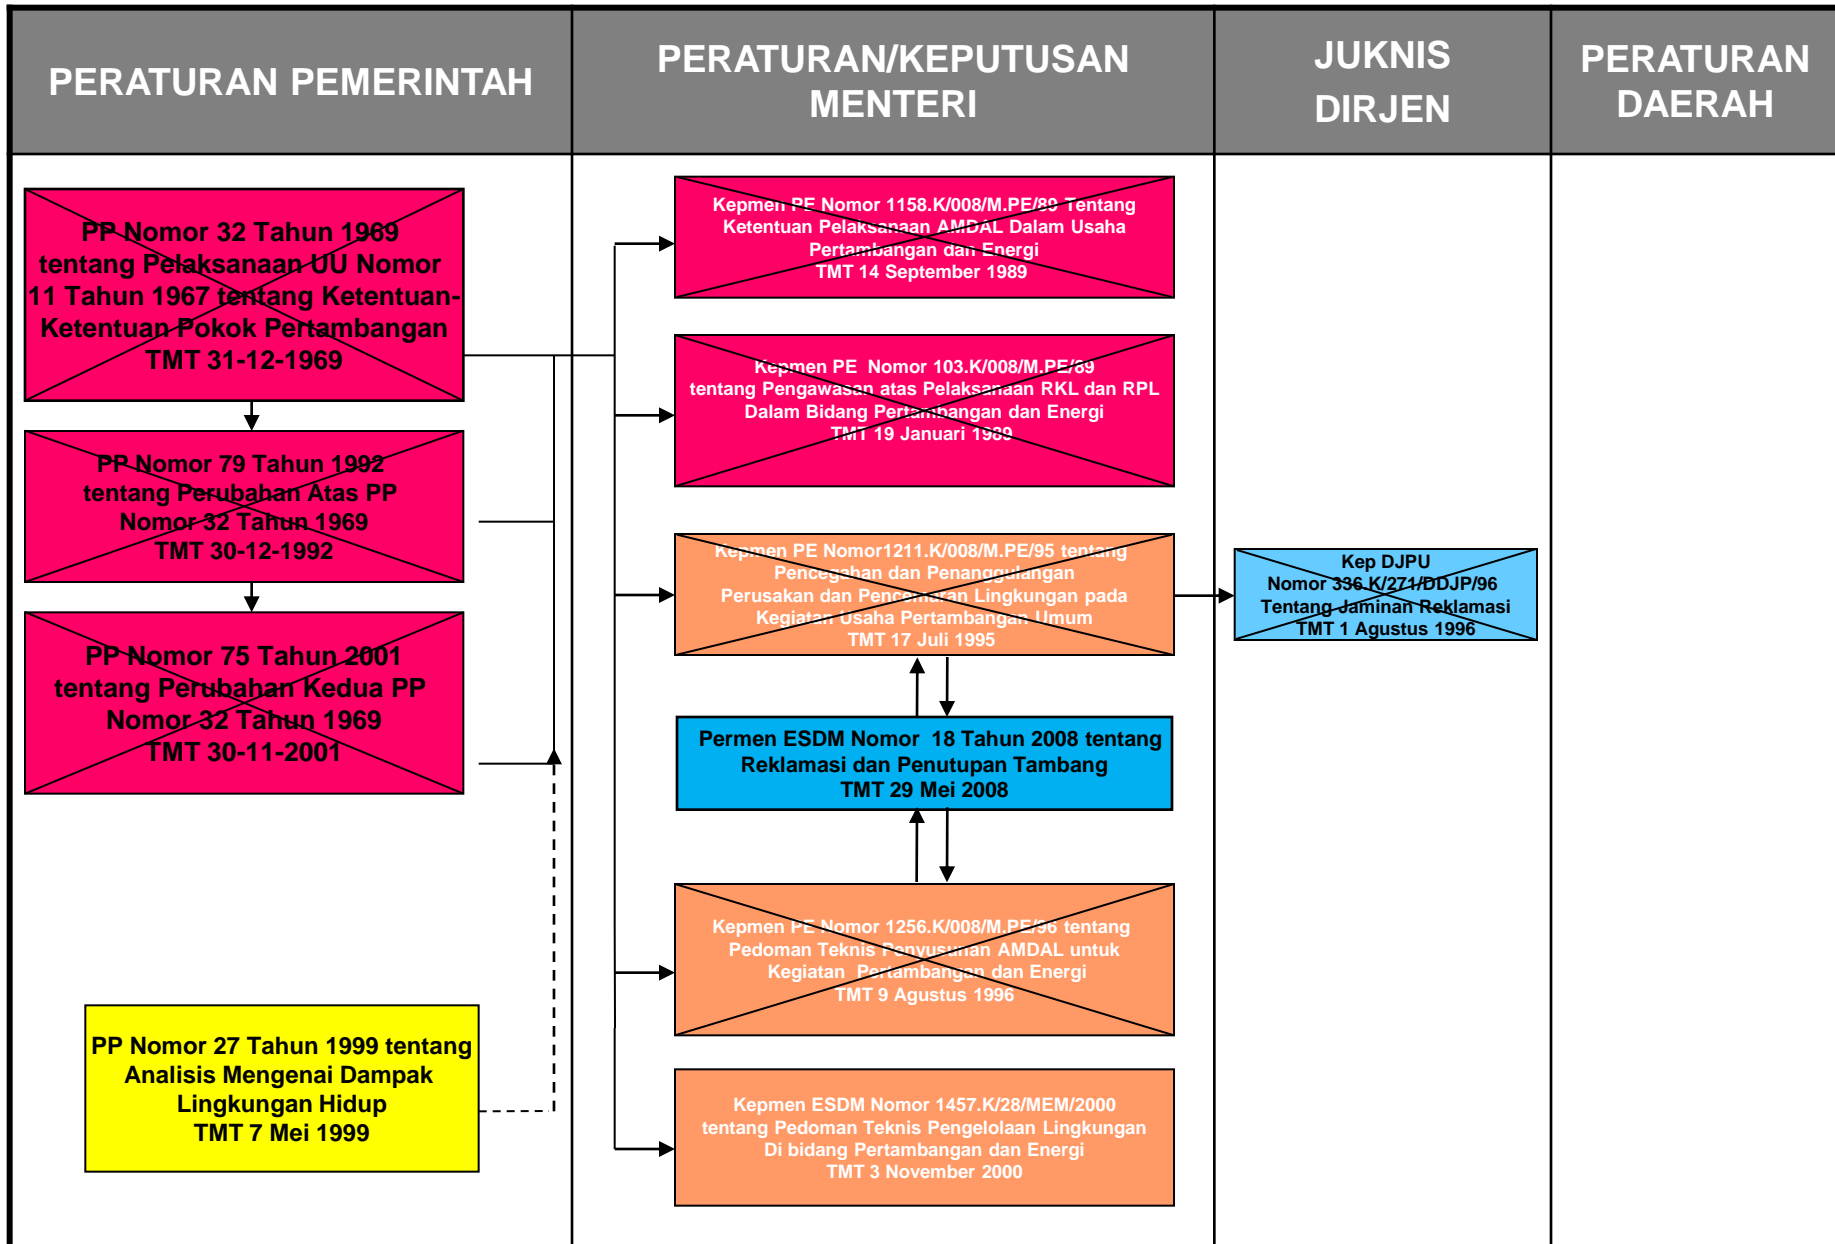 PERATURAN PEMERINTAH
PERATURAN/KEPUTUSAN
MENTERI
JUKNIS
DIRJEN
PERATURAN
DAERAH
PP Nomor 32 Tahun 1969
tentang Pelaksanaan UU Nomor
11 Tahun 1967 tentang Ketentuan-
Ketentuan Pokok Pertambangan
TMT 31-12-1969
PP Nomor 79 Tahun 1992
tentang Perubahan Atas PP
Nomor 32 Tahun 1969
TMT 30-12-1992
PP Nomor 75 Tahun 2001
tentang Perubahan Kedua PP
Nomor 32 Tahun 1969
TMT 30-11-2001
PP Nomor 27 Tahun 1999 tentang
Analisis Mengenai Dampak
Lingkungan Hidup
TMT 7 Mei 1999
Kepmen PE Nomor 1158.K/008/M.PE/89 Tentang
Ketentuan Pelaksanaan AMDAL Dalam Usaha
Pertambangan dan Energi
TMT 14 September 1989
Kepmen PE Nomor 103.K/008/M.PE/89
tentang Pengawasan atas Pelaksanaan RKL dan RPL
Dalam Bidang Pertambangan dan Energi
TMT 19 Januari 1989
Kepmen PE Nomor1211.K/008/M.PE/95 tentang
Pencegahan dan Penanggulangan
Perusakan dan Pencemaran Lingkungan pada
Kegiatan Usaha Pertambangan Umum
TMT 17 Juli 1995
Permen ESDM Nomor 18 Tahun 2008 tentang
Reklamasi dan Penutupan Tambang
TMT 29 Mei 2008
Kepmen PE Nomor 1256.K/008/M.PE/96 tentang
Pedoman Teknis Penyusunan AMDAL untuk
Kegiatan Pertambangan dan Energi
TMT 9 Agustus 1996
Kepmen ESDM Nomor 1457.K/28/MEM/2000
tentang Pedoman Teknis Pengelolaan Lingkungan
Di bidang Pertambangan dan Energi
TMT 3 November 2000
Kep DJPU
Nomor 336.K/271/DDJP/96
Tentang Jaminan Reklamasi
TMT 1 Agustus 1996